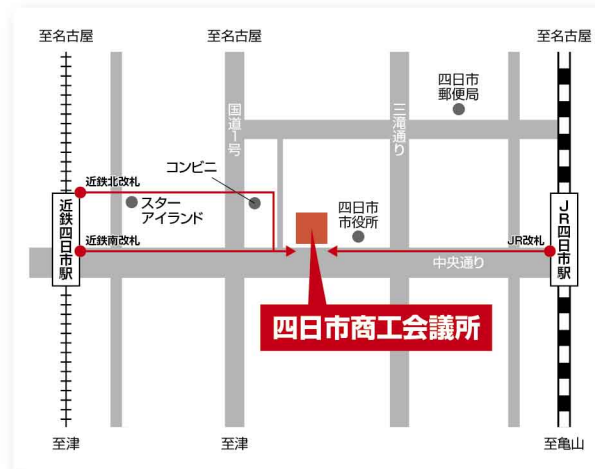 至名古屋
至名古屋
至名古屋
四日市
郵便局
国道1号
三滝通り
コンビニ
近鉄北改札
スター
アイランド
四日市
市役所
近鉄四日市駅
近鉄南改札
JR改札
JR四日市駅
中央通り
四日市商工会議所
至津
至津
至亀山